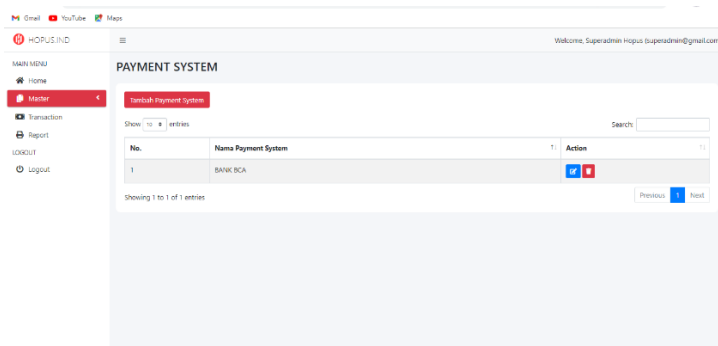 Gmail YouTube Maps
HOPUS.IND
Welcome, Superadmin Hopus (superadmin@gmail.com
MAIN MENU
Home
Master
Transaction
Report
LOGOUT
Logout
PAYMENT SYSTEM
Tambah Payment System
Show 10 entries
Search:
No. Nama Payment System Action
1 BANK BCA
Showing 1 to 1 of 1 entries
Previous 1 Next